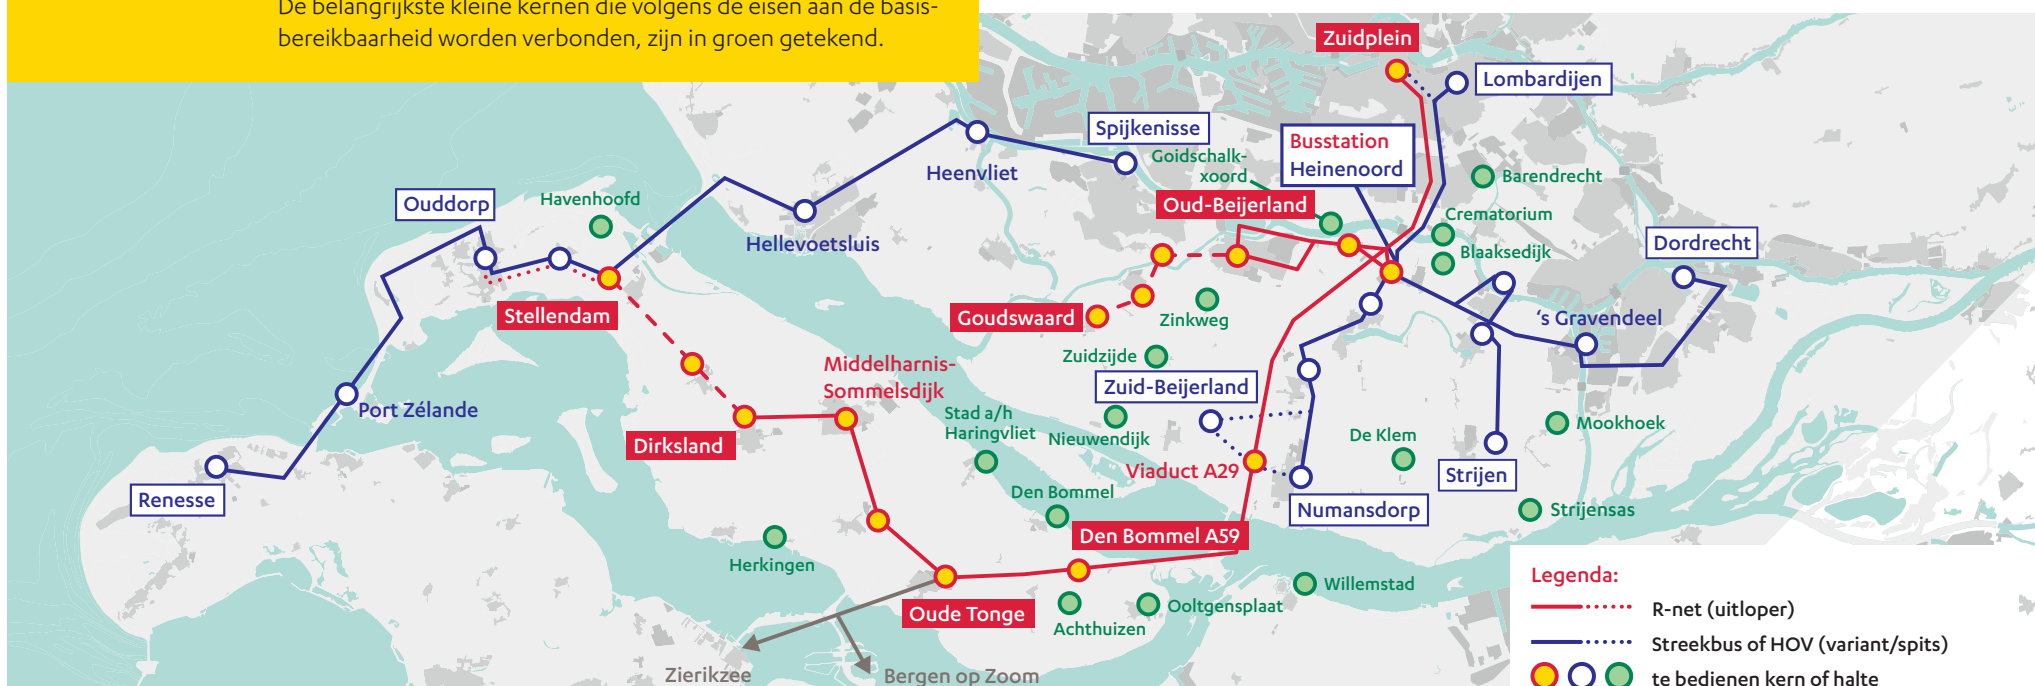 De belangrijkste kleine kernen die volgens de eisen aan de basis-
bereikbaarheid worden verbonden, zijn in groen getekend.
Zuidplein
Lombardijen
Spijkenisse
Busstation
Heinenoord
Goidschalk-
xoord
Heenvliet
Barendrecht
Ouddorp
Havenhoofd
Oud-Beijerland
Crematorium
Hellevoetsluis
Blaaksedijk
Dordrecht
Stellendam
Goudswaard
Zinkweg
's Gravendeel
Zuidzijde
Middelharnis-
Sommelsdijk
Zuid-Beijerland
Port Zélande
Stad a/h
Haringvliet
Nieuwendijk
De Klem
Mookhoek
Dirksland
Viaduct A29
Strijen
Renesse
Den Bommel
Numansdorp
Strijensas
Den Bommel A59
Herkingen
Willemstad
Oude Tonge
Ooltgensplaat
Achthuizen
Zierikzee
Bergen op Zoom
Legenda:
R-net (uitloper)
Streekbus of HOV (variant/spits)
te bedienen kern of halte